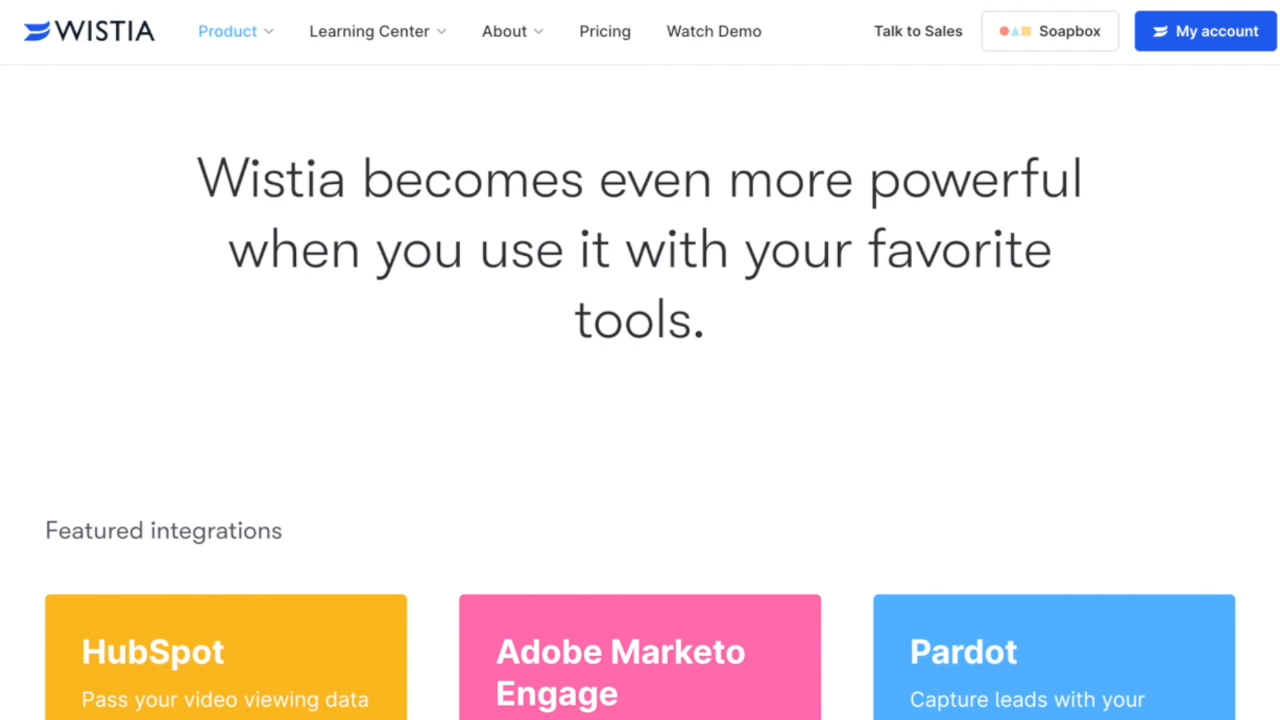 WISTIA Product Learning Center About Pricing Watch Demo Talk to Sales Soapbox My account
Wistia becomes even more powerful
when you use it with your favorite
tools.
Featured integrations
HubSpot
Pass your video viewing data
Adobe Marketo
Engage
Pardot
Capture leads with your